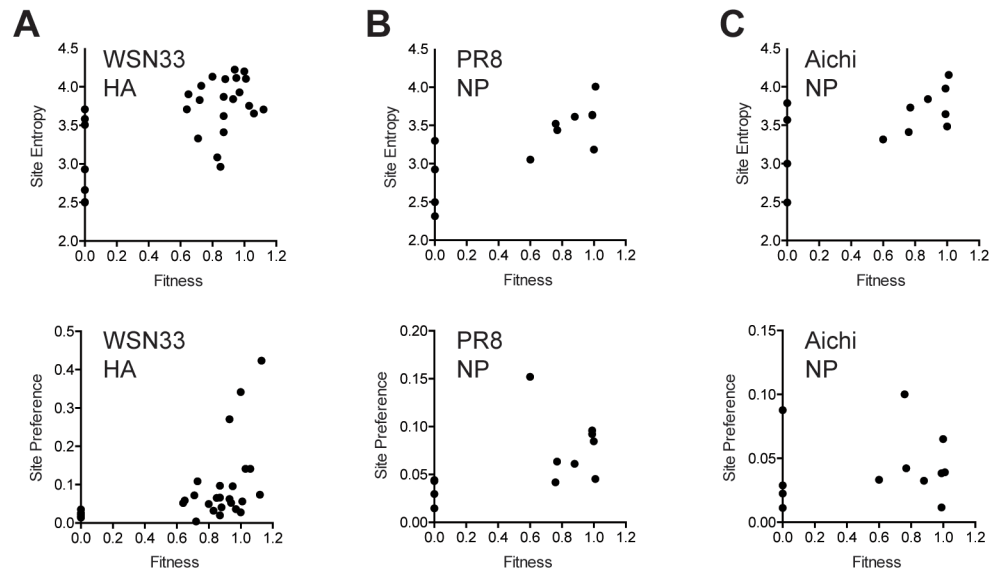 A
WSN33
HA
4.5
4.0
3.5
3.0
2.5
2.0
Site Entropy
0.0 0.2 0.4 0.6 0.8 1.0 1.2
Fitness
B
PR8
NP
4.5
4.0
3.5
3.0
2.5
2.0
Site Entropy
0.0 0.2 0.4 0.6 0.8 1.0 1.2
Fitness
C
Aichi
NP
4.5
4.0
3.5
3.0
2.5
2.0
Site Entropy
0.0 0.2 0.4 0.6 0.8 1.0 1.2
Fitness
WSN33
HA
0.5
0.4
0.3
0.2
0.1
0.0
Site Preference
0.0 0.2 0.4 0.6 0.8 1.0 1.2
Fitness
PR8
NP
0.20
0.15
0.10
0.05
0.00
Site Preference
0.0 0.2 0.4 0.6 0.8 1.0 1.2
Fitness
Aichi
NP
0.15
0.10
0.05
0.00
Site Preference
0.0 0.2 0.4 0.6 0.8 1.0 1.2
Fitness